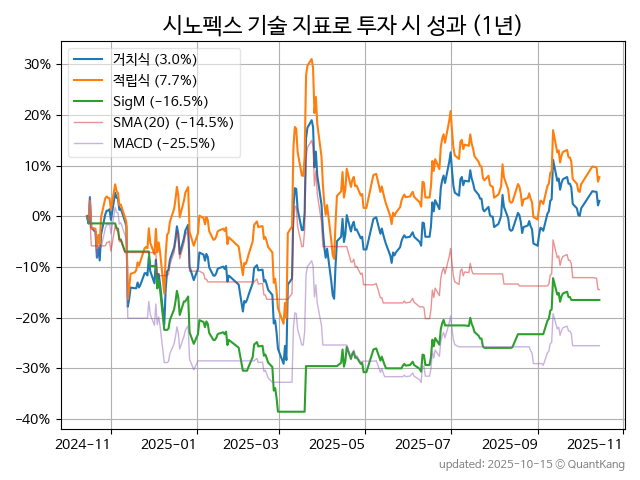 시노펙스 기술 지표로 투자 시 성과 (1년)
거치식 (3.0%)
적립식 (7.7%)
SigM (−16.5%)
SMA(20) (−14.5%)
MACD (−25.5%)
30%
20%
10%
0%
−10%
−20%
−30%
−40%
2024-11 2025-01 2025-03 2025-05 2025-07 2025-09 2025-11
updated: 2025-10-15 ⓒ QuantKang